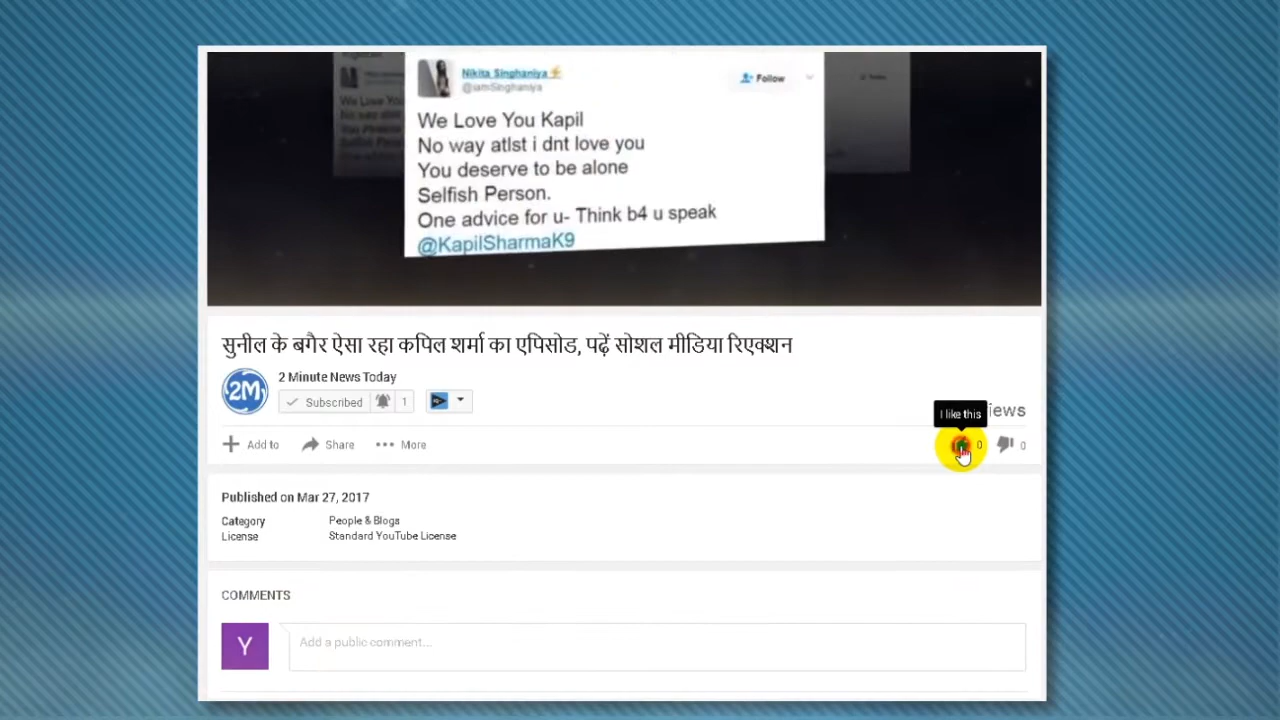 Nikita Singhaniya
@iamSinghaniya
Follow
We Love You Kapil
No way atlst i dnt love you
You deserve to be alone
Selfish Person.
One advice for u- Think b4 u speak
@KapilSharmaK9
सुनील के बगैर ऐसा रहा कपिल शर्मा का एपिसोड, पढ़ें सोशल मीडिया रिएक्शन
2M
2 Minute News Today
Subscribed 1
I like this
iews
Add to Share More 0 0
Published on Mar 27, 2017
Category People & Blogs
License Standard YouTube License
COMMENTS
Y
Add a public comment...